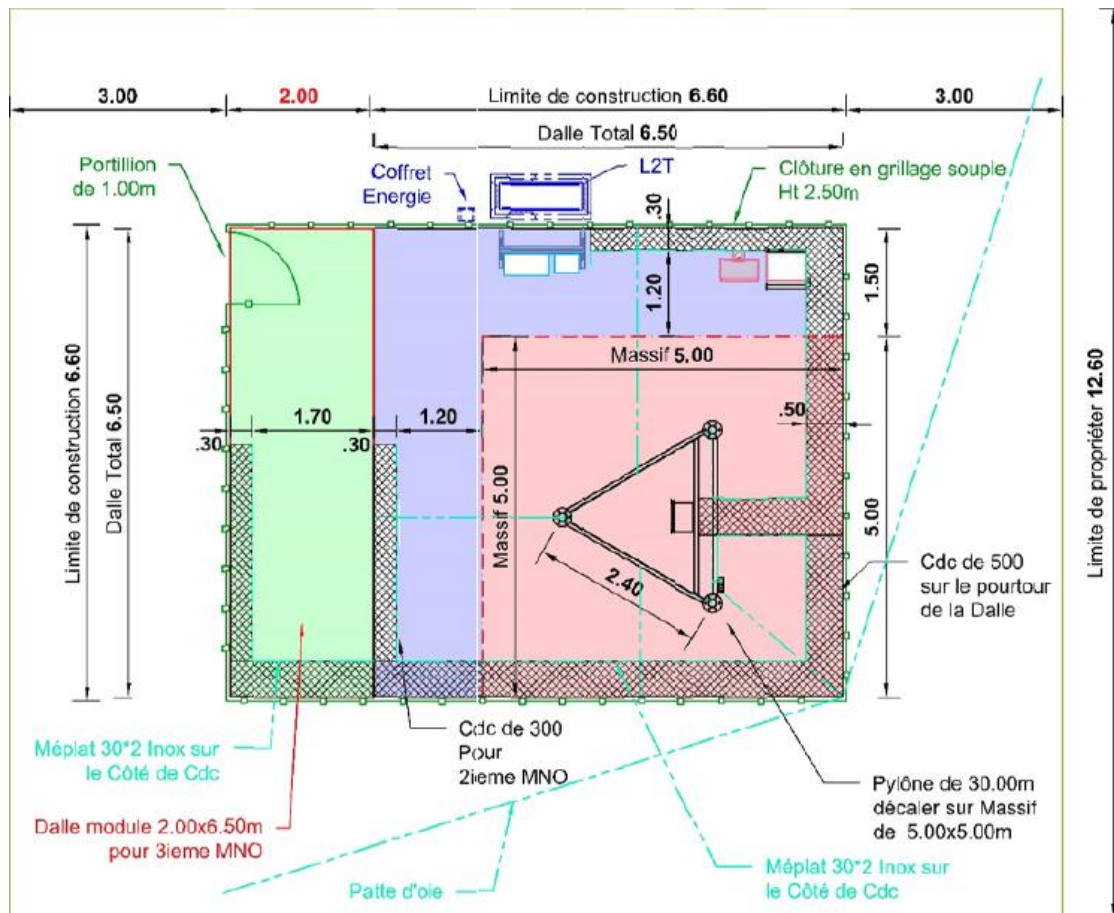 3.00
2.00
Limite de construction 6.60
3.00
Dalle Total 6.50
Portillion
de 1.00m
Coffret
Energie
L2T
Clôture en grillage souple
Ht 2.50m
.30
1.20
1.50
Limite de construction 6.60
Dalle Total 6.50
Massif 5.00
.30
1.70
.30
1.20
.50
Massif 5.00
5.00
2.40
Limite de propriéter 12.60
Cdc de 500
sur le pourtour
de la Dalle
Cdc de 300
Pour
2ieme MNO
Méplat 30*2 Inox sur
le Côté de Cdc
Pylône de 30.00m
décaler sur Massif
de 5.00x5.00m
Dalle module 2.00x6.50m
pour 3ieme MNO
Patte d'oie
Méplat 30*2 Inox sur
le Côté de Cdc